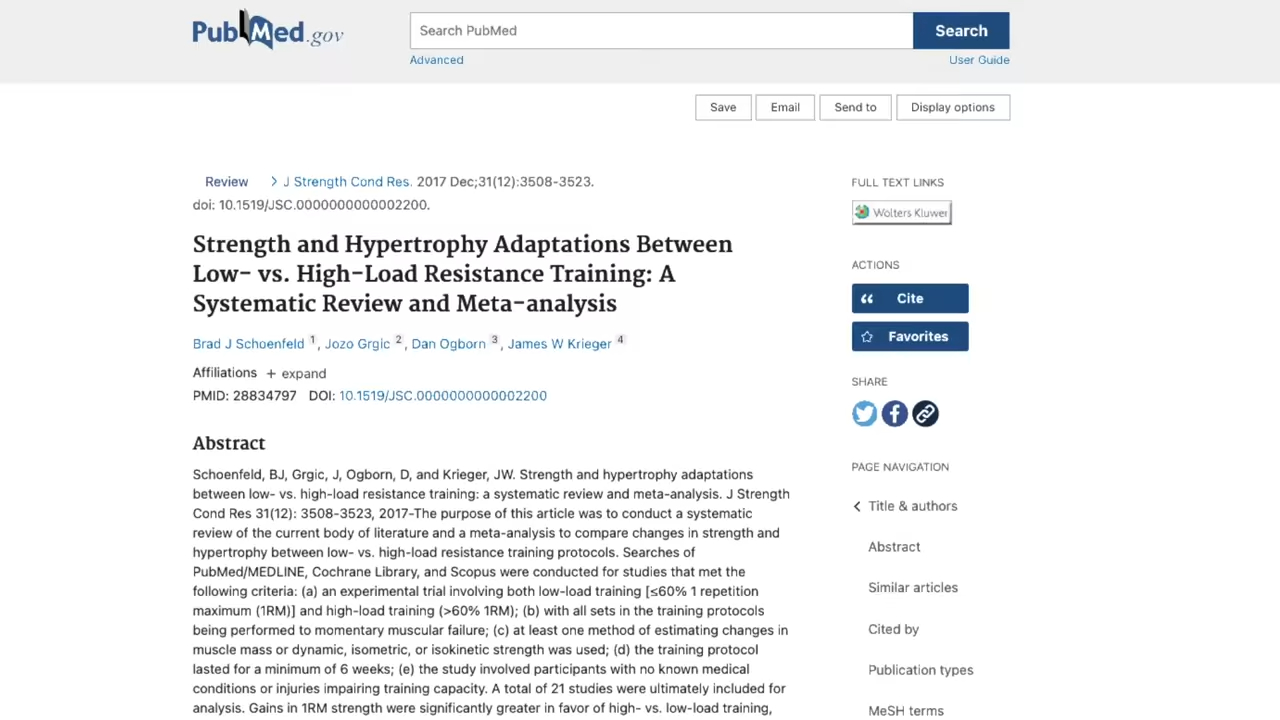 PubMed.gov
Search PubMed
Search
Advanced
User Guide
Save
Email
Send to
Display options
Review > J Strength Cond Res. 2017 Dec;31(12):3508-3523.
doi: 10.1519/JSC.0000000000002200.
Strength and Hypertrophy Adaptations Between
Low- vs. High-Load Resistance Training: A
Systematic Review and Meta-analysis
Brad J Schoenfeld 1, Jozo Grgic 2, Dan Ogborn 3, James W Krieger 4
Affiliations + expand
PMID: 28834797 DOI: 10.1519/JSC.0000000000002200
Abstract
Schoenfeld, BJ, Grgic, J, Ogborn, D, and Krieger, JW. Strength and hypertrophy adaptations
between low- vs. high-load resistance training: a systematic review and meta-analysis. J Strength
Cond Res 31(12): 3508-3523, 2017-The purpose of this article was to conduct a systematic
review of the current body of literature and a meta-analysis to compare changes in strength and
hypertrophy between low- vs. high-load resistance training protocols. Searches of
PubMed/MEDLINE, Cochrane Library, and Scopus were conducted for studies that met the
following criteria: (a) an experimental trial involving both low-load training [≤60% 1 repetition
maximum (1RM)] and high-load training (>60% 1RM); (b) with all sets in the training protocols
being performed to momentary muscular failure; (c) at least one method of estimating changes in
muscle mass or dynamic, isometric, or isokinetic strength was used; (d) the training protocol
lasted for a minimum of 6 weeks; (e) the study involved participants with no known medical
conditions or injuries impairing training capacity. A total of 21 studies were ultimately included for
analysis. Gains in 1RM strength were significantly greater in favor of high- vs. low-load training,
FULL TEXT LINKS
Wolters Kluwer
ACTIONS
Cite
Favorites
SHARE
PAGE NAVIGATION
Title & authors
Abstract
Similar articles
Cited by
Publication types
MeSH terms